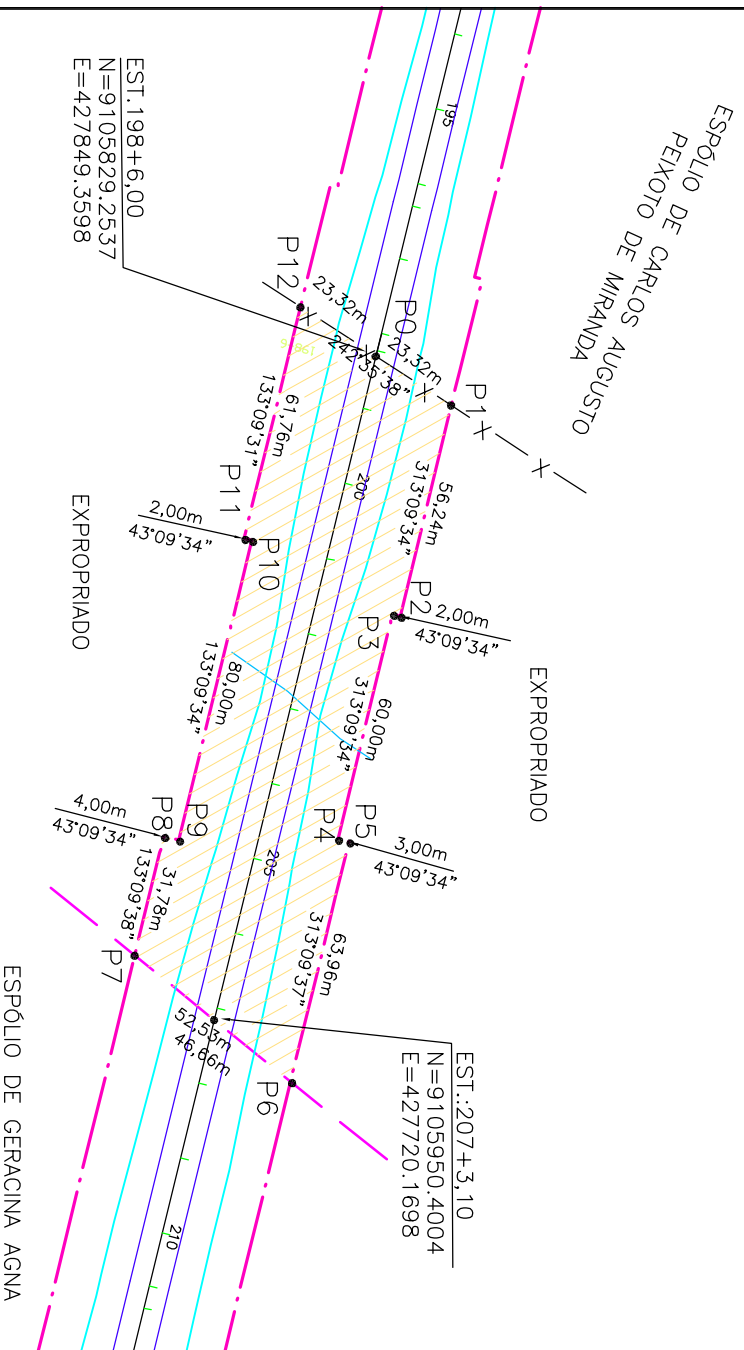 ESPÓLIO DE CARLOS AUGUSTO
PEIXOTO DE MIRANDA
195
EST.198+6,00
N=9105829.2537
E=427849.3598
P12
23,32m
P0
23,32m
242°35'38"
P1
X
X
X
X
X
61,76m
133°09'31"
56,24m
313°09'34"
200
P11
2,00m
43°09'34"
P10
P2
2,00m
43°09'34"
P3
EXPROPRIADO
EXPROPRIADO
80,00m
133°09'34"
60,00m
313°09'34"
P4
P5
3,00m
43°09'34"
4,00m
43°09'34"
P8
P9
205
31,78m
133°09'38"
63,96m
313°09'37"
P7
52,53m
46,66m
P6
EST.:207+3,10
N=9105950.4004
E=427720.1698
210
ESPÓLIO DE GERACINA AGNA